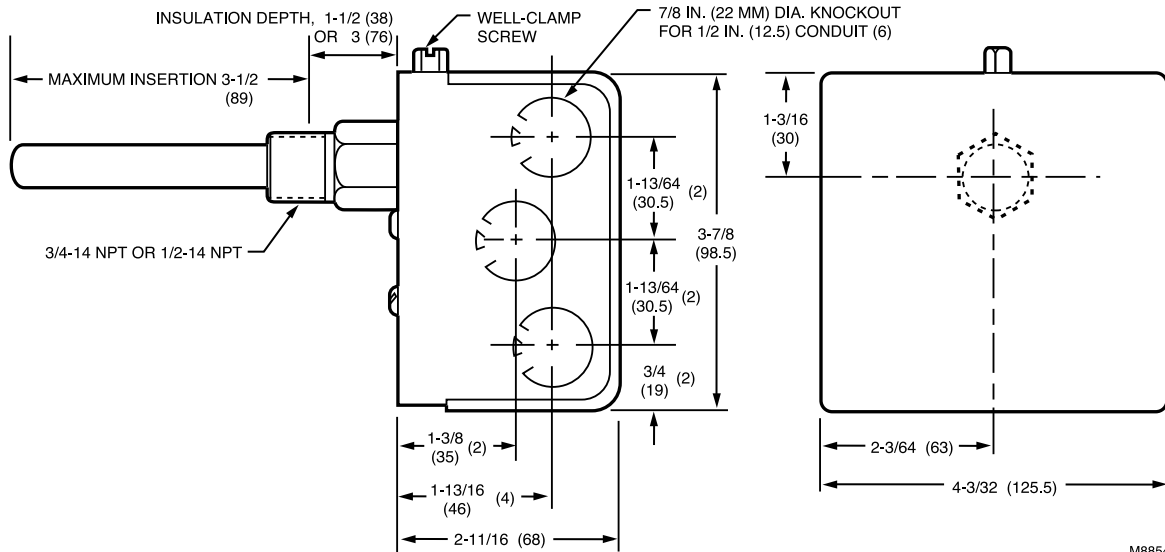 INSULATION DEPTH, 1-1/2 (38)
OR 3 (76)
WELL-CLAMP
SCREW
7/8 IN. (22 MM) DIA. KNOCKOUT
FOR 1/2 IN. (12.5) CONDUIT (6)
MAXIMUM INSERTION 3-1/2
(89)
1-3/16
(30)
1-13/64 (2)
(30.5)
3/4-14 NPT OR 1/2-14 NPT
3-7/8
(98.5)
1-13/64 (2)
(30.5)
3/4 (2)
(19)
1-3/8 (2)
(35)
2-3/64 (63)
1-13/16 (4)
(46)
4-3/32 (125.5)
2-11/16 (68)